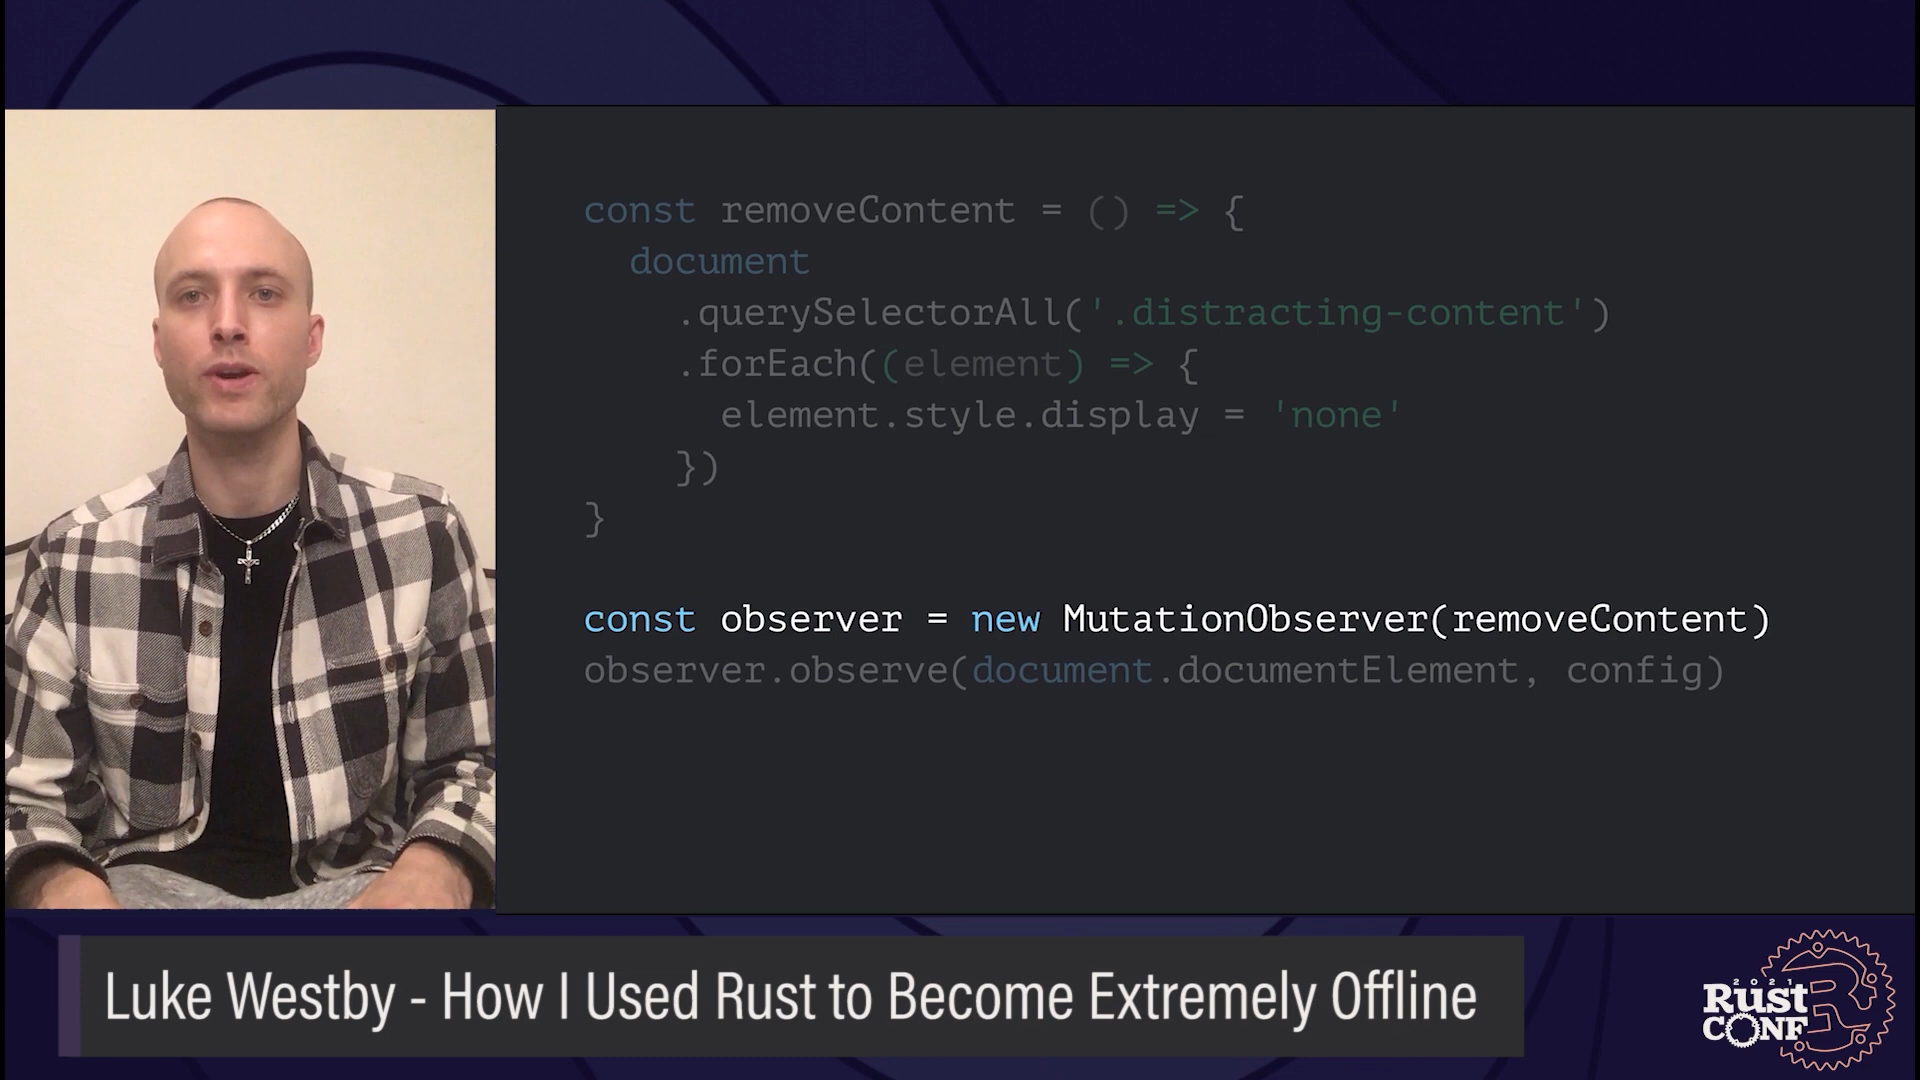 const removeContent = () => {
  document
    .querySelectorAll('.distracting-content')
    .forEach((element) => {
      element.style.display = 'none'
    })
}
const observer = new MutationObserver(removeContent)
observer.observe(document.documentElement, config)
Luke Westby - How I Used Rust to Become Extremely Offline
2021
Rust
CONF
R